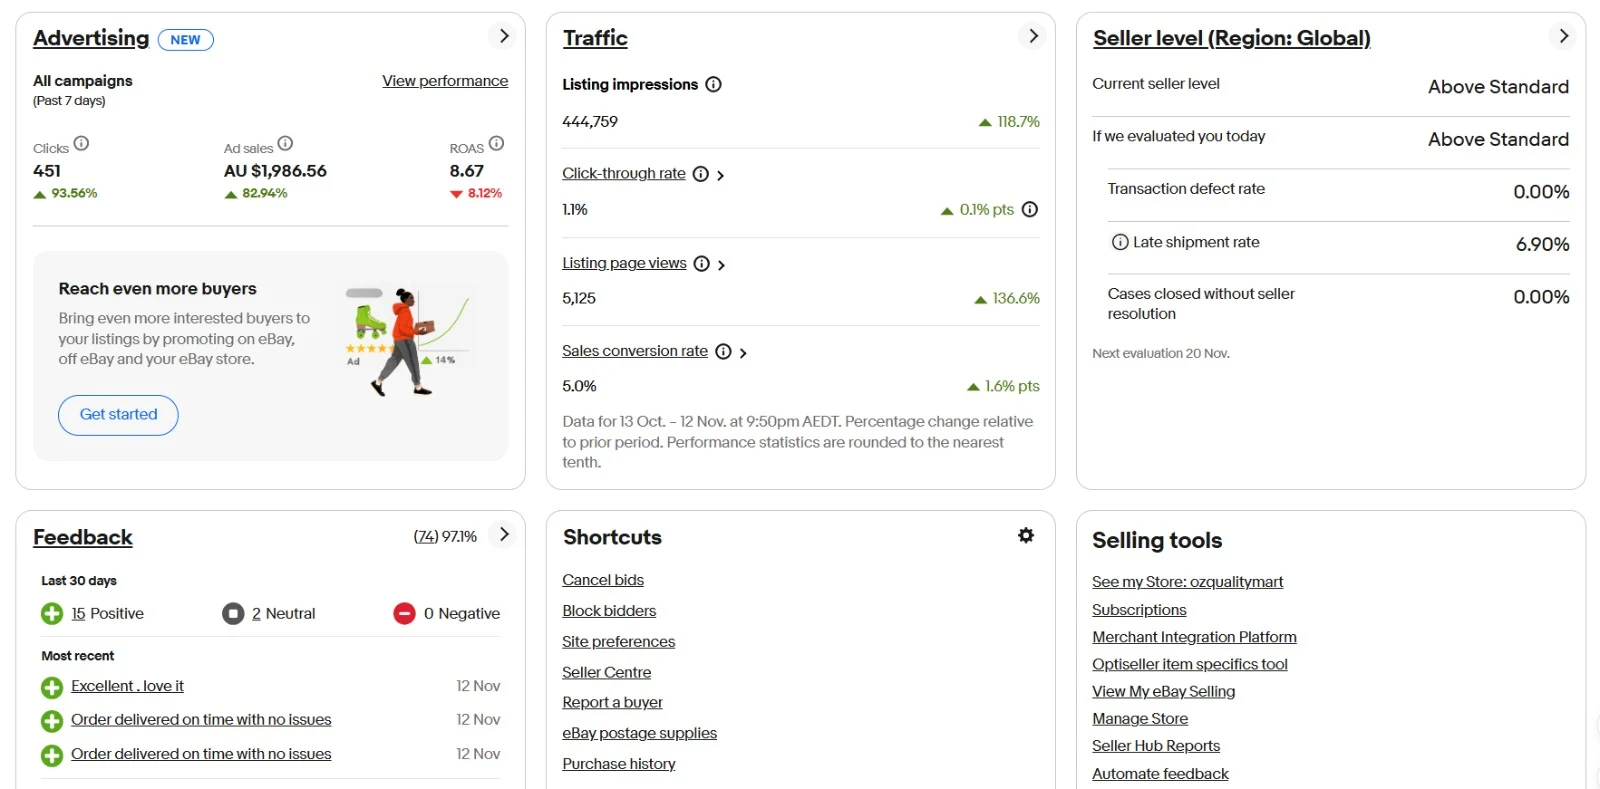 Advertising NEW
All campaigns View performance
(Past 7 days)
Clicks Ad sales ROAS
451 AU $1,986.56 8.67
93.56% 82.94% 8.12%
Reach even more buyers
Bring even more interested buyers to
your listings by promoting on eBay,
off eBay and your eBay store.
Get started
Ad 14%
Traffic
Listing impressions
444,759 118.7%
Click-through rate
1.1% 0.1% pts
Listing page views
5,125 136.6%
Sales conversion rate
5.0% 1.6% pts
Data for 13 Oct. - 12 Nov. at 9:50pm AEDT. Percentage change relative
to prior period. Performance statistics are rounded to the nearest
tenth.
Seller level (Region: Global)
Current seller level Above Standard
If we evaluated you today Above Standard
Transaction defect rate 0.00%
Late shipment rate 6.90%
Cases closed without seller 0.00%
resolution
Next evaluation 20 Nov.
Feedback (74) 97.1%
Last 30 days
15 Positive 2 Neutral 0 Negative
Most recent
Excellent . love it 12 Nov
Order delivered on time with no issues 12 Nov
Order delivered on time with no issues 12 Nov
Shortcuts
Cancel bids
Block bidders
Site preferences
Seller Centre
Report a buyer
eBay postage supplies
Purchase history
Selling tools
See my Store: ozqualitymart
Subscriptions
Merchant Integration Platform
Optiseller item specifics tool
View My eBay Selling
Manage Store
Seller Hub Reports
Automate feedback